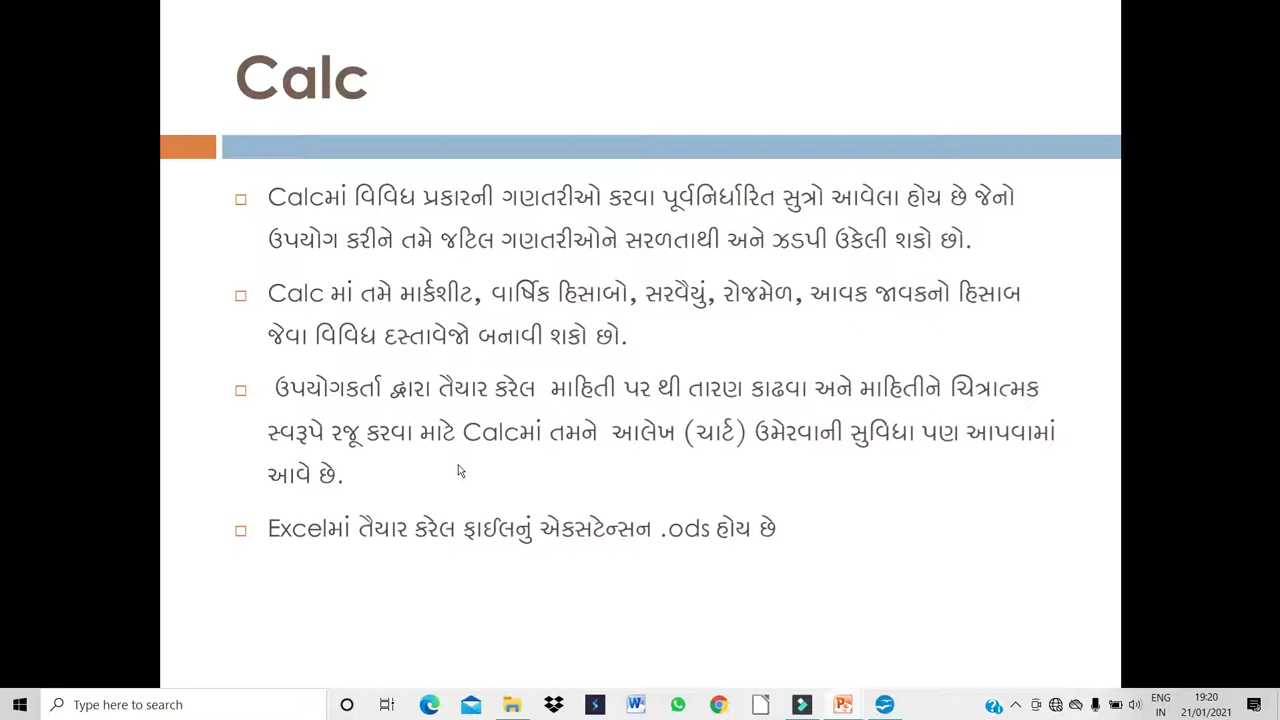 Calc
Calcમાં વિવિધ પ્રકારની ગણતરીઓ કરવા પૂર્વનિર્ધારિત સુત્રો આવેલા હોય છે જેનો
ઉપયોગ કરીને તમે જટિલ ગણતરીઓને સરળતાથી અને ઝડપી ઉકેલી શકો છો.
Calc માં તમે માર્કશીટ, વાર્ષિક હિસાબો, સરવૈયું, રોજમેળ, આવક જાવકનો હિસાબ
જેવા વિવિધ દસ્તાવેજો બનાવી શકો છો.
ઉપયોગકર્તા દ્વારા તૈયાર કરેલ માહિતી પર થી તારણ કાઢવા અને માહિતીને ચિત્રાત્મક
સ્વરૂપે રજૂ કરવા માટે Calcમાં તમને આલેખ (ચાર્ટ) ઉમેરવાની સુવિધા પણ આપવામાં
આવે છે.
Excelમાં તૈયાર કરેલ ફાઈલનું એકસટેન્સન .ods હોય છે
Type here to search
ENG
IN
19:20
21/01/2021